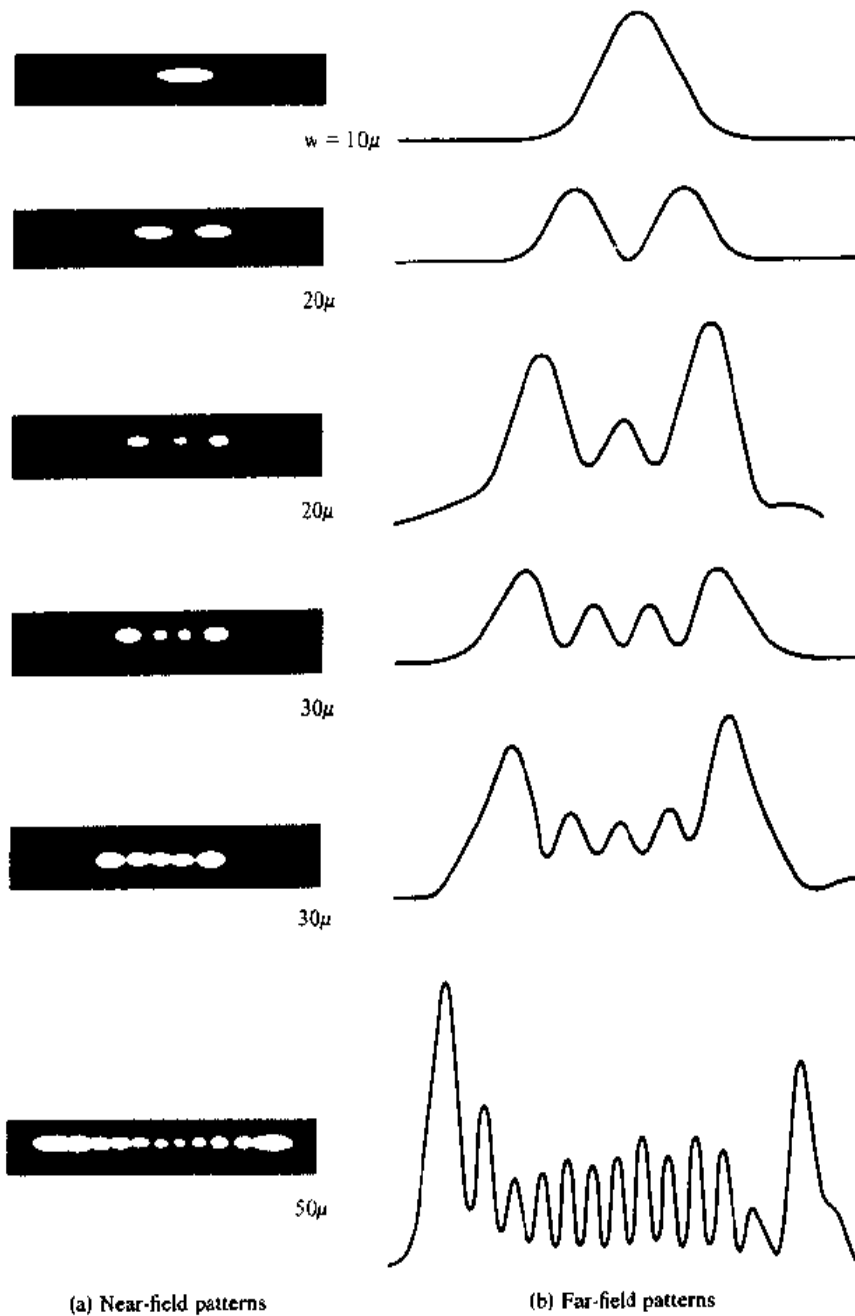 w = 10μ
20μ
20μ
30μ
30μ
50μ
(a) Near-field patterns
(b) Far-field patterns